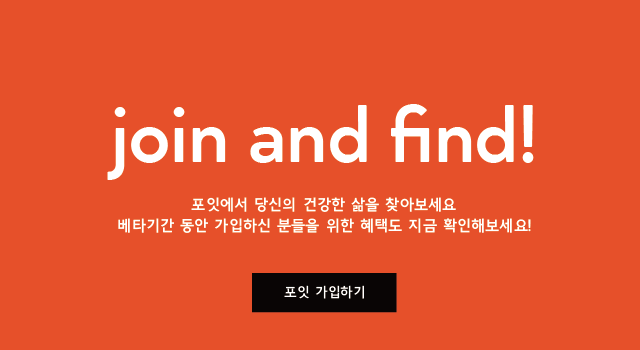 join and find!
포잇에서 당신의 건강한 삶을 찾아보세요
베타기간 동안 가입하신 분들을 위한 혜택도 지금 확인해보세요!
포잇 가입하기